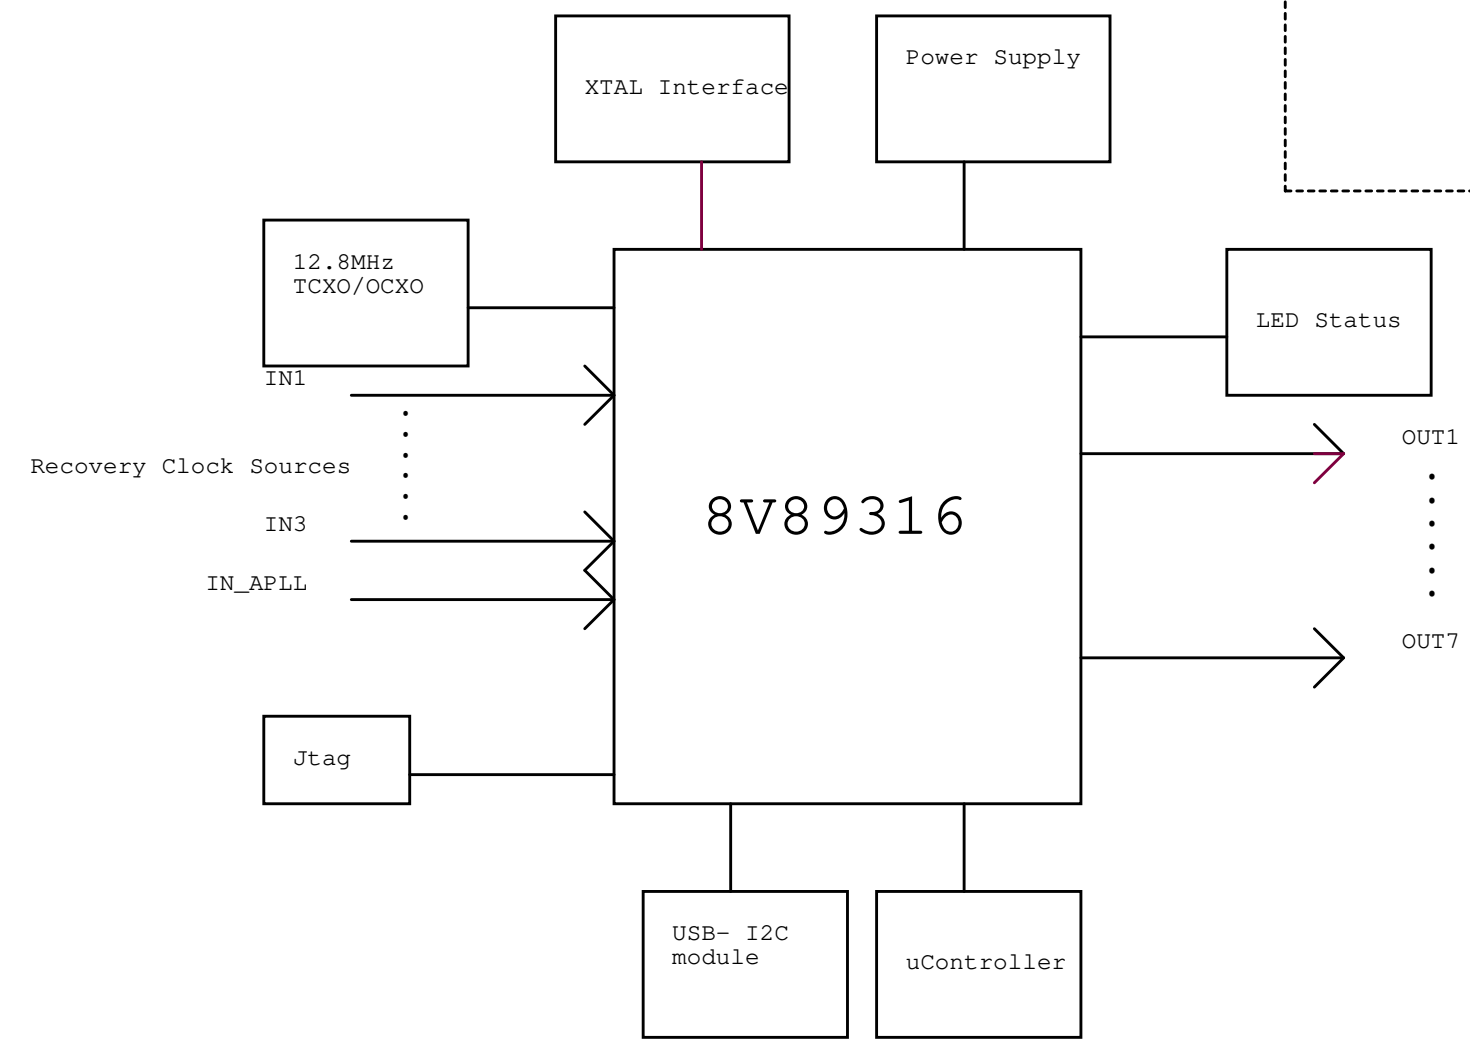 XTAL Interface
Power Supply
12.8MHz
TCXO/OCXO
LED Status
IN1
OUT1
Recovery Clock Sources
8V89316
IN3
IN_APLL
OUT7
Jtag
USB- I2C
module
uController